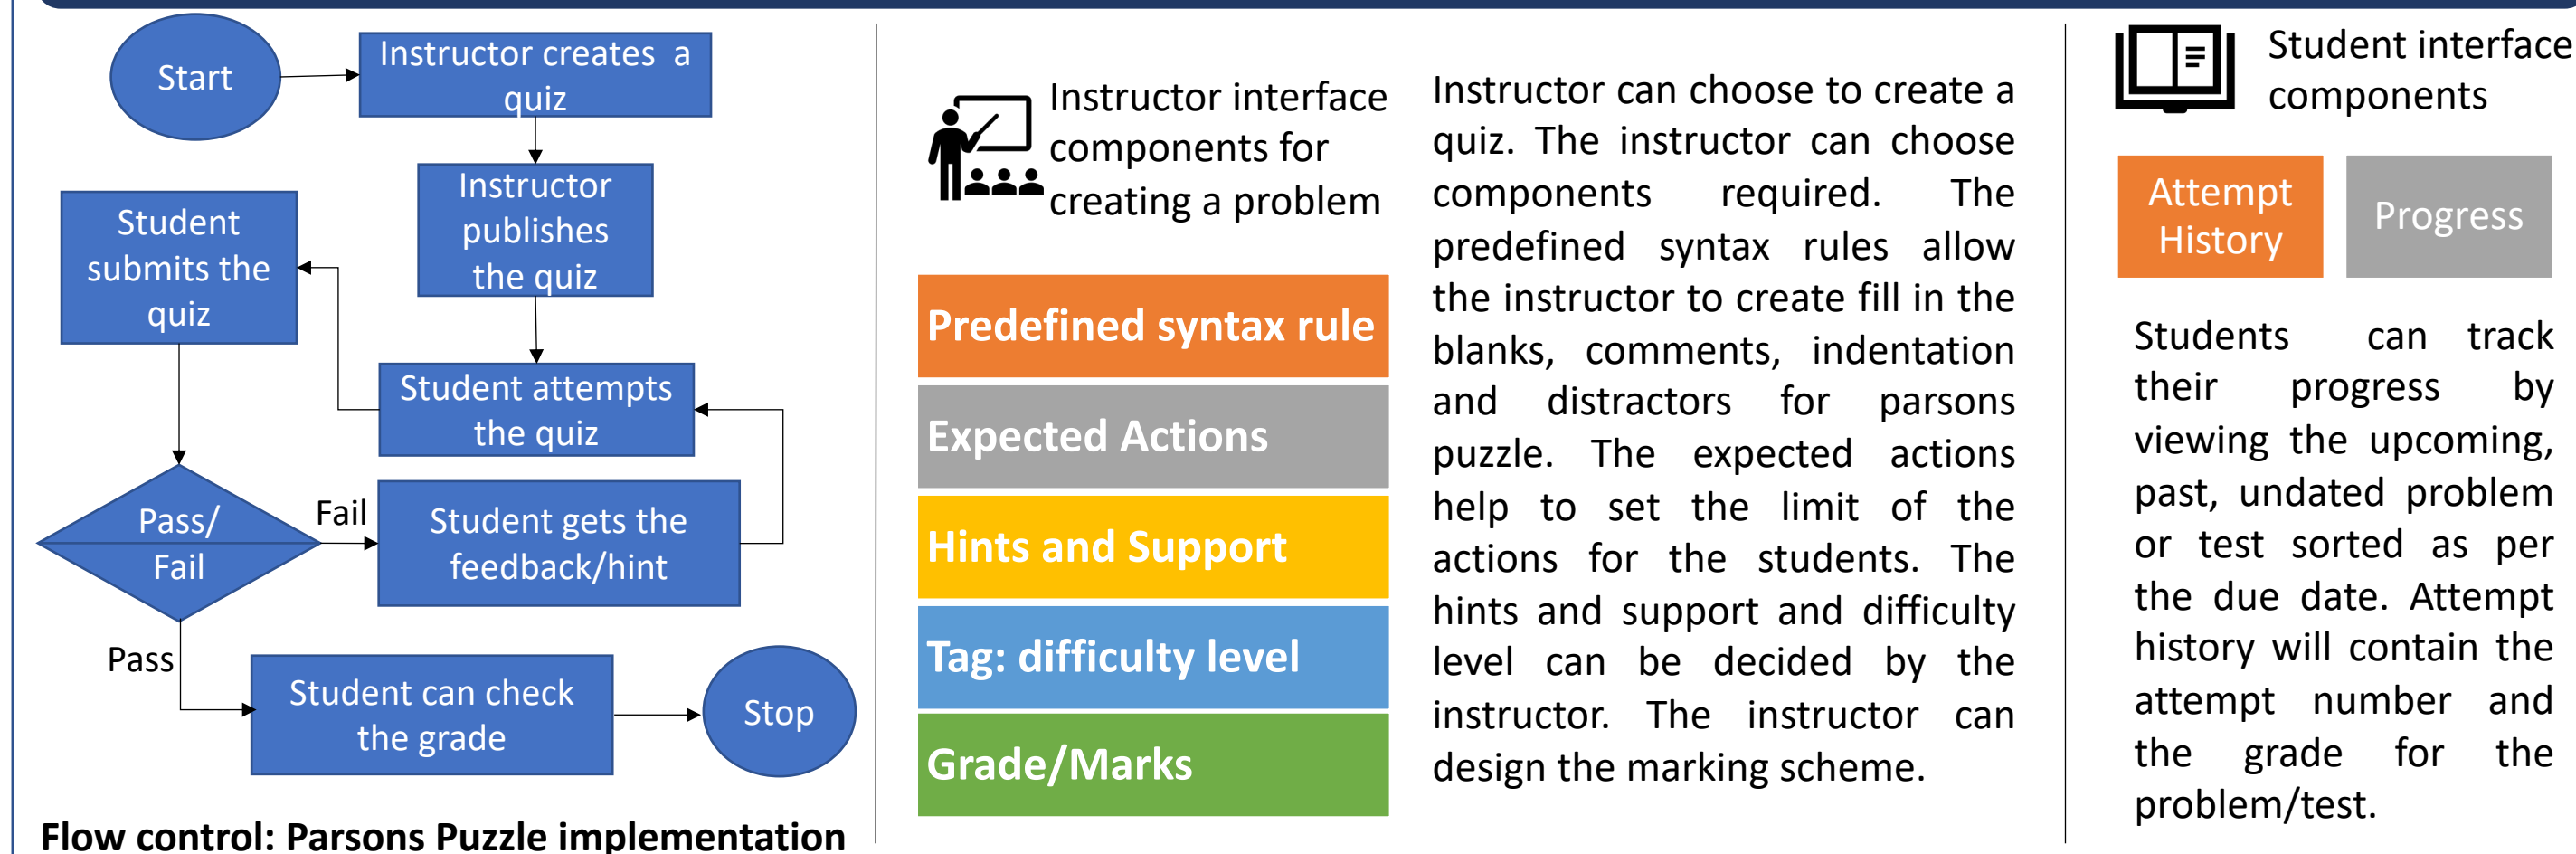 Start
Instructor creates a
quiz
Instructor
publishes
the quiz
Student
submits the
quiz
Student attempts
the quiz
Pass/
Fail
Fail
Student gets the
feedback/hint
Pass
Student can check
the grade
Stop
Flow control: Parsons Puzzle implementation
Instructor interface
components for
creating a problem
Predefined syntax rule
Expected Actions
Hints and Support
Tag: difficulty level
Grade/Marks
Instructor can choose to create a
quiz. The instructor can choose
components required. The
predefined syntax rules allow
the instructor to create fill in the
blanks, comments, indentation
and distractors for parsons
puzzle. The expected actions
help to set the limit of the
actions for the students. The
hints and support and difficulty
level can be decided by the
instructor. The instructor can
design the marking scheme.
Student interface
components
Attempt
History
Progress
Students can track
their progress by
viewing the upcoming,
past, undated problem
or test sorted as per
the due date. Attempt
history will contain the
attempt number and
the grade for the
problem/test.